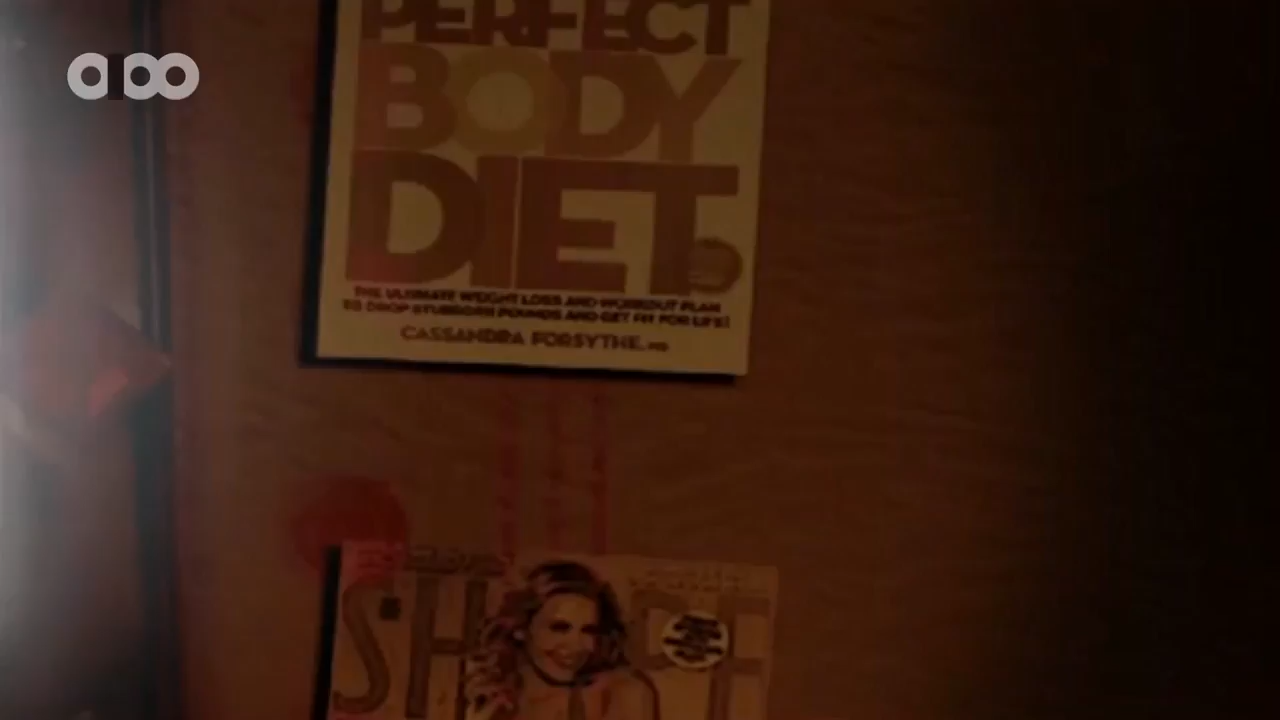 PERFECT
BODY
DIET.
THE ULTIMATE WEIGHT LOSS AND WORKOUT PLAN
TO DROP STUBBORN POUNDS AND GET FIT FOR LIFE!
CASSANDRA FORSYTHE, PHD
SHAPE